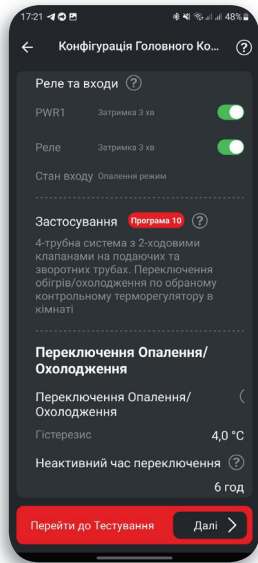 17:21 48%
Конфігурація Головного Ко... ?
Реле та входи ?
PWR1 Затримка 3 хв
Реле Затримка 3 хв
Стан входу Опалення режим
Застосування Програма 10 ?
4-трубна система з 2-ходовими
клапанами на подаючих та
зворотних трубах. Переключення
обігрів/охолодження по обраному
контрольному терморегулятору в
кімнаті
Переключення Опалення/
Охолодження
Переключення Опалення/
Охолодження
Гістерезис 4,0 °C
Неактивний час переключення ?
6 год
Перейти до Тестування Далі